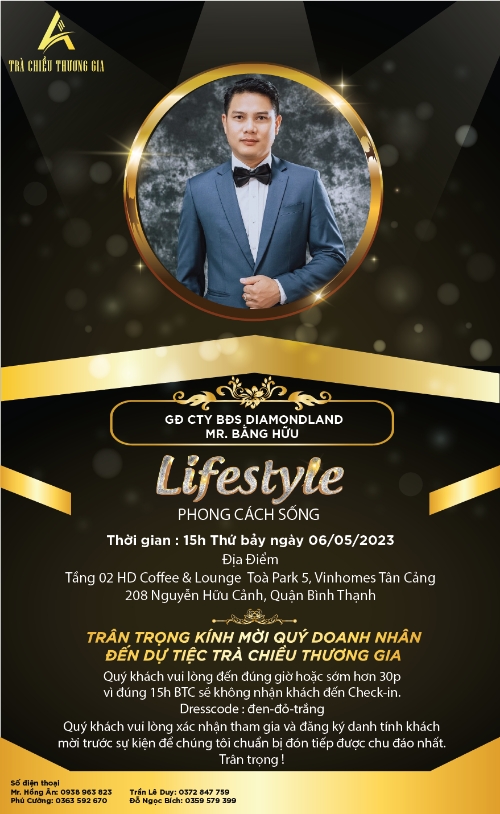 TRÀ CHIỀU THƯƠNG GIA
GĐ CTY BĐS DIAMONDLAND
MR. BẰNG HỮU
Lifestyle
PHONG CÁCH SỐNG
Thời gian : 15h Thứ bảy ngày 06/05/2023
Địa Điểm
Tầng 02 HD Coffee & Lounge Toà Park 5, Vinhomes Tân Cảng
208 Nguyễn Hữu Cảnh, Quận Bình Thạnh
TRÂN TRỌNG KÍNH MỜI QUÝ DOANH NHÂN
ĐẾN DỰ TIỆC TRÀ CHIỀU THƯƠNG GIA
Quý khách vui lòng đến đúng giờ hoặc sớm hơn 30p
vì đúng 15h BTC sẽ không nhận khách đến Check-in.
Dresscode : đen-đỏ-trắng
Quý khách vui lòng xác nhận tham gia và đăng ký danh tính khách
mời trước sự kiện để chúng tôi chuẩn bị đón tiếp được chu đáo nhất.
Trân trọng !
Số điện thoại
Mr. Hồng Ân: 0938 963 823 Trần Lê Duy: 0372 847 759
Phú Cường: 0363 592 670 Đỗ Ngọc Bích: 0359 579 399